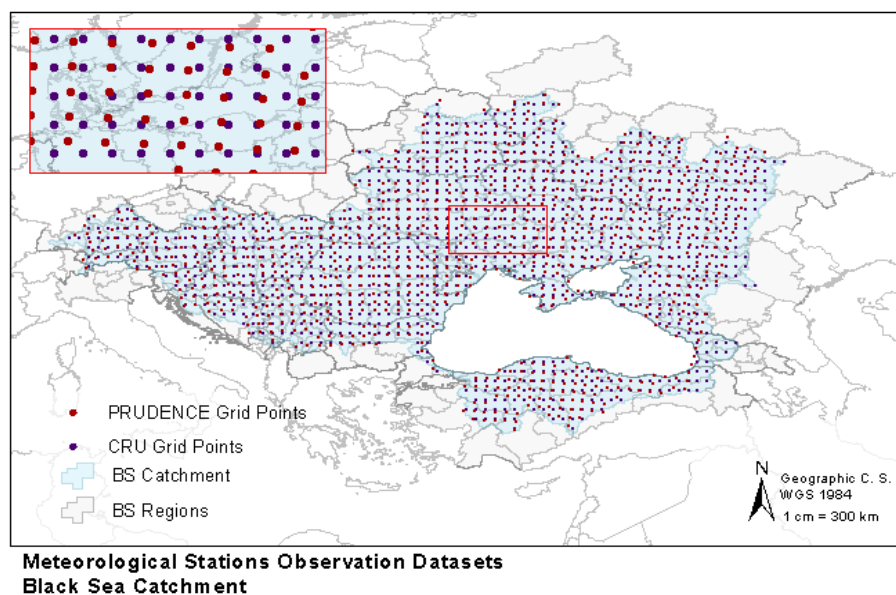 PRUDENCE Grid Points
CRU Grid Points
BS Catchment
BS Regions
N
Geographic C. S.
WGS 1984
1 cm = 300 km
Meteorological Stations Observation Datasets
Black Sea Catchment